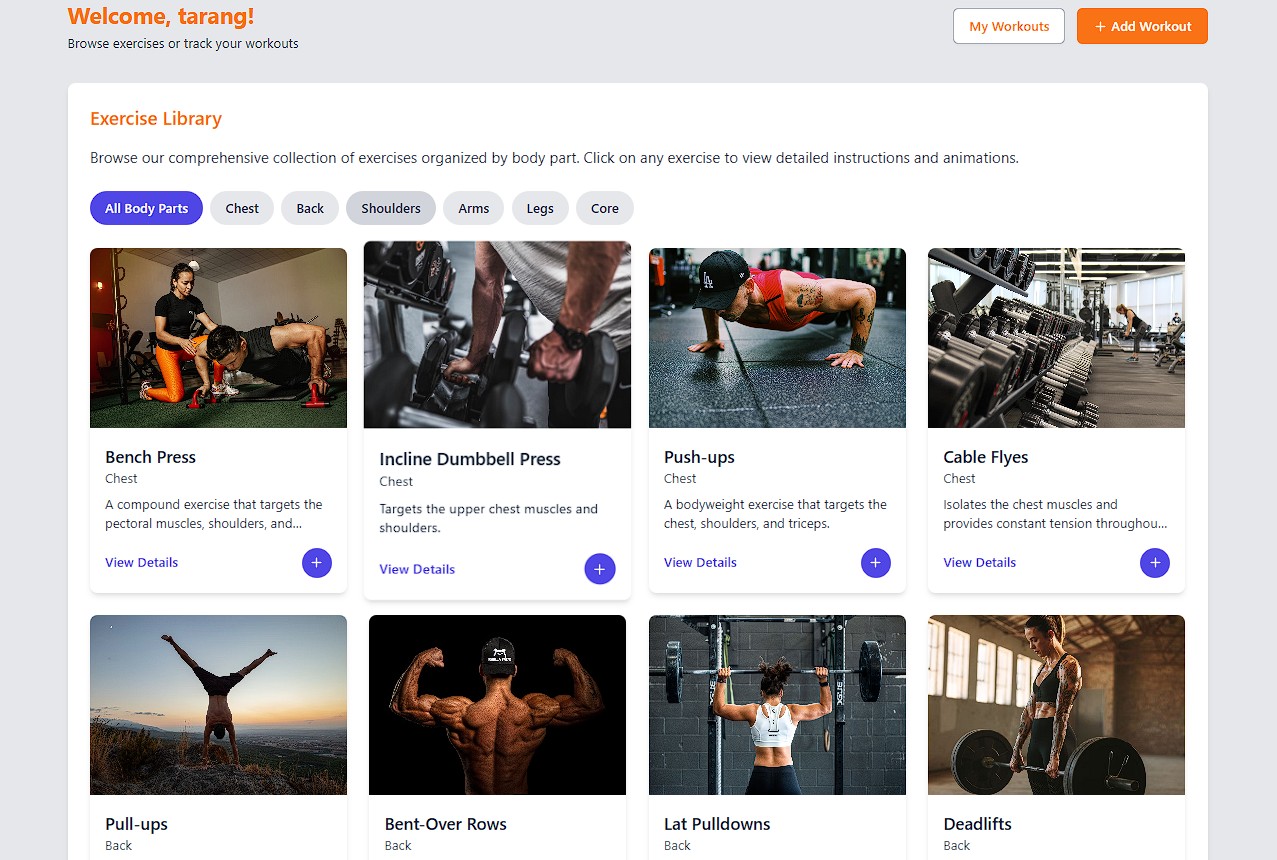 Welcome, tarang!
Browse exercises or track your workouts
My Workouts
+ Add Workout
Exercise Library
Browse our comprehensive collection of exercises organized by body part. Click on any exercise to view detailed instructions and animations.
All Body Parts
Chest
Back
Shoulders
Arms
Legs
Core
Bench Press
Chest
A compound exercise that targets the
pectoral muscles, shoulders, and...
View Details
+
Incline Dumbbell Press
Chest
Targets the upper chest muscles and
shoulders.
View Details
+
Push-ups
Chest
A bodyweight exercise that targets the
chest, shoulders, and triceps.
View Details
+
Cable Flyes
Chest
Isolates the chest muscles and
provides constant tension throughou...
View Details
+
Pull-ups
Back
Bent-Over Rows
Back
Lat Pulldowns
Back
Deadlifts
Back